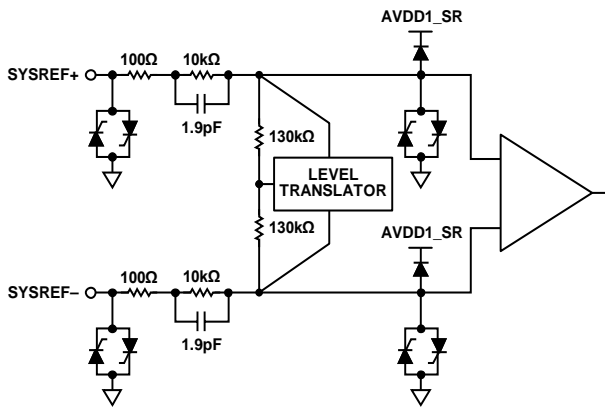 AVDD1_SR
100Ω 10kΩ
SYSREF+
1.9pF
130kΩ
LEVEL
TRANSLATOR
130kΩ
AVDD1_SR
100Ω 10kΩ
SYSREF–
1.9pF